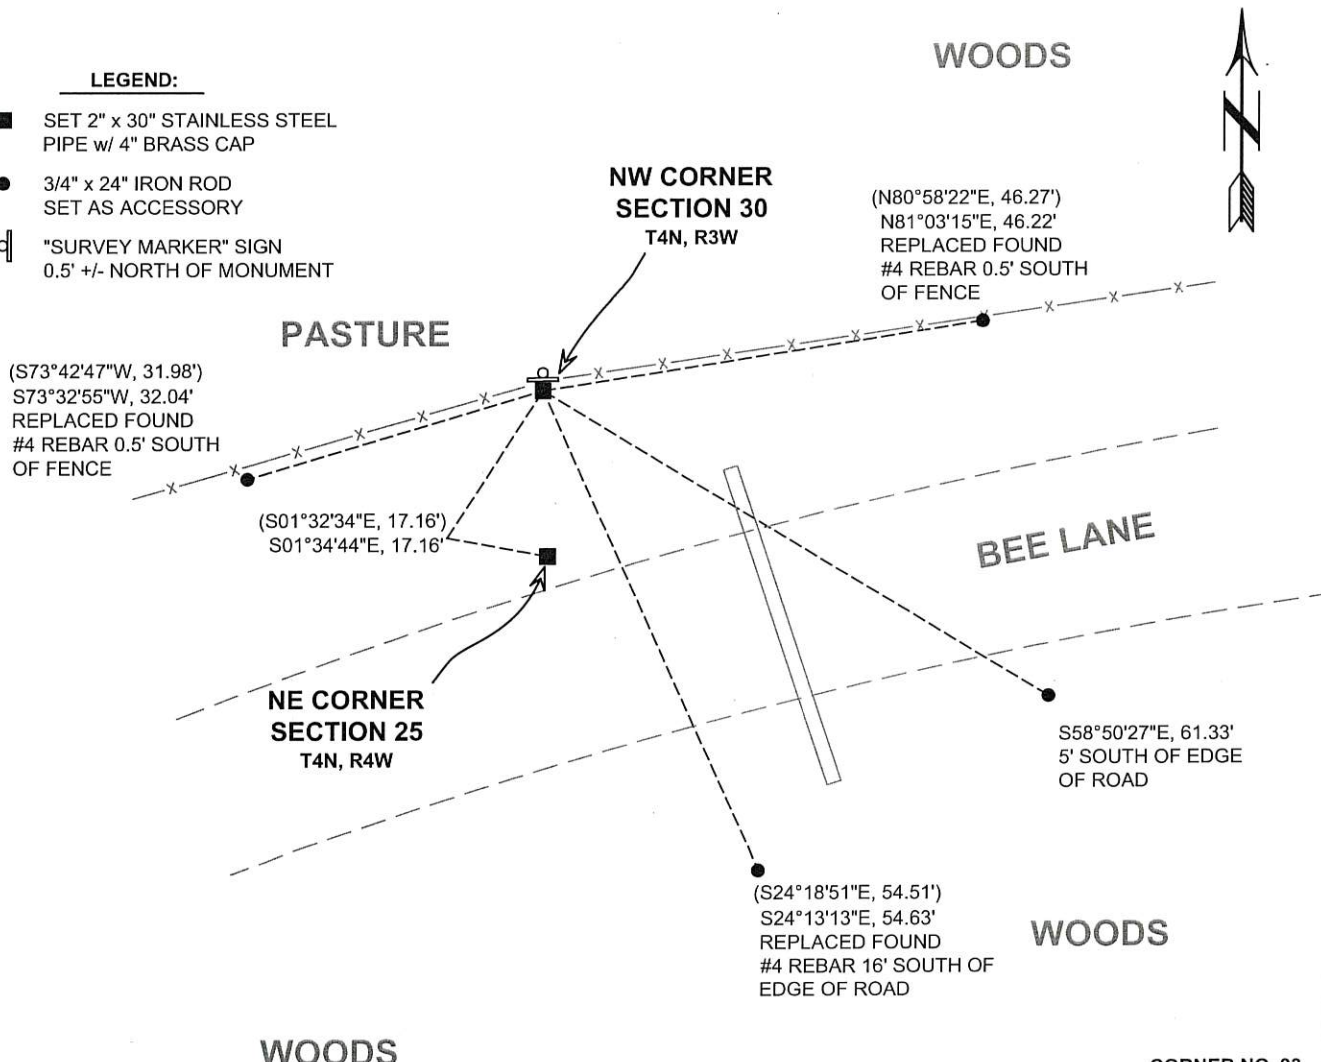 WOODS
LEGEND:
SET 2" x 30" STAINLESS STEEL
PIPE w/ 4" BRASS CAP
3/4" x 24" IRON ROD
SET AS ACCESSORY
"SURVEY MARKER" SIGN
0.5' +/- NORTH OF MONUMENT
N
NW CORNER
SECTION 30
T4N, R3W
(N80°58'22"E, 46.27')
N81°03'15"E, 46.22'
REPLACED FOUND
#4 REBAR 0.5' SOUTH
OF FENCE
PASTURE
(S73°42'47"W, 31.98')
S73°32'55"W, 32.04'
REPLACED FOUND
#4 REBAR 0.5' SOUTH
OF FENCE
(S01°32'34"E, 17.16')
S01°34'44"E, 17.16'
BEE LANE
NE CORNER
SECTION 25
T4N, R4W
S58°50'27"E, 61.33'
5' SOUTH OF EDGE
OF ROAD
(S24°18'51"E, 54.51')
S24°13'13"E, 54.63'
REPLACED FOUND
#4 REBAR 16' SOUTH OF
EDGE OF ROAD
WOODS
WOODS